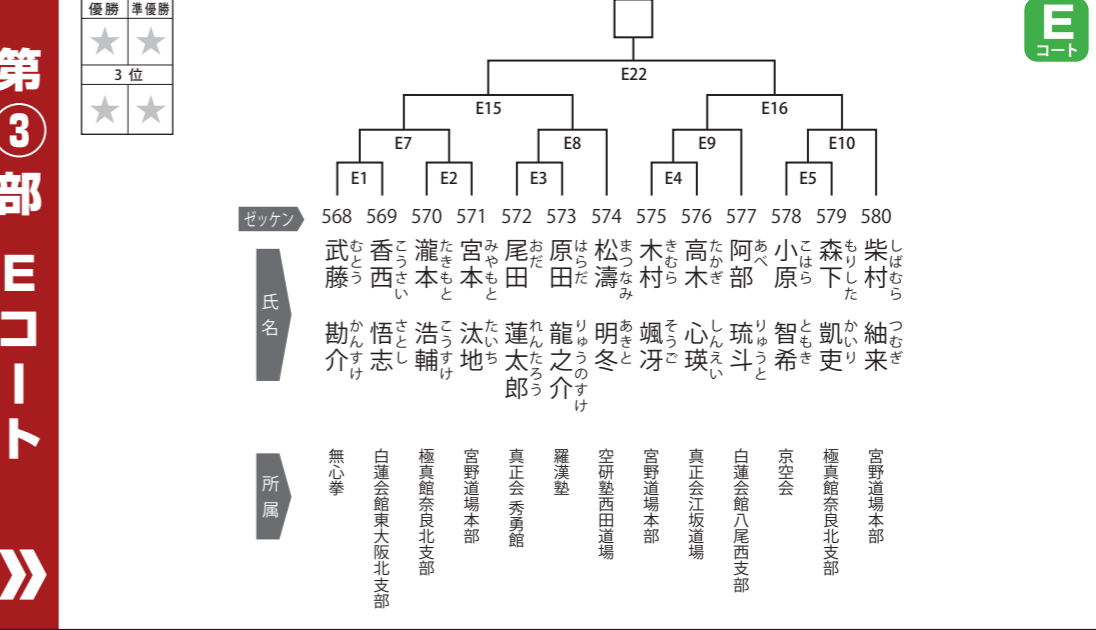 第③部 Eコート
優勝 準優勝
★ ★
3 位
★ ★
E
コート
E22
E15 E16
E7 E8 E9 E10
E1 E2 E3 E4 E5
ゼッケン 568 569 570 571 572 573 574 575 576 577 578 579 580
氏名
武藤 勘介 むとう かんすけ
香西 悟志 こうさい さとし
瀧本 浩輔 たきもと こうすけ
宮本 汰地 みやもと たいち
尾田 蓮太郎 おだ れんたろう
原田 龍之介 はらだ りゅうのすけ
松濤 明冬 まつなみ あきと
木村 颯冴 きむら そうご
高木 心瑛 たかぎ しんえい
阿部 琉斗 あべ りゅうと
小原 智希 こはら ともき
森下 凱吏 もりした かいり
柴村 紬来 しばむら つむぎ
所属
無心拳
白蓮会館東大阪北支部
極真館奈良北支部
宮野道場本部
真正会 秀勇館
羅漢塾
空研塾西田道場
宮野道場本部
真正会江坂道場
白蓮会館八尾西支部
京空会
極真館奈良北支部
宮野道場本部